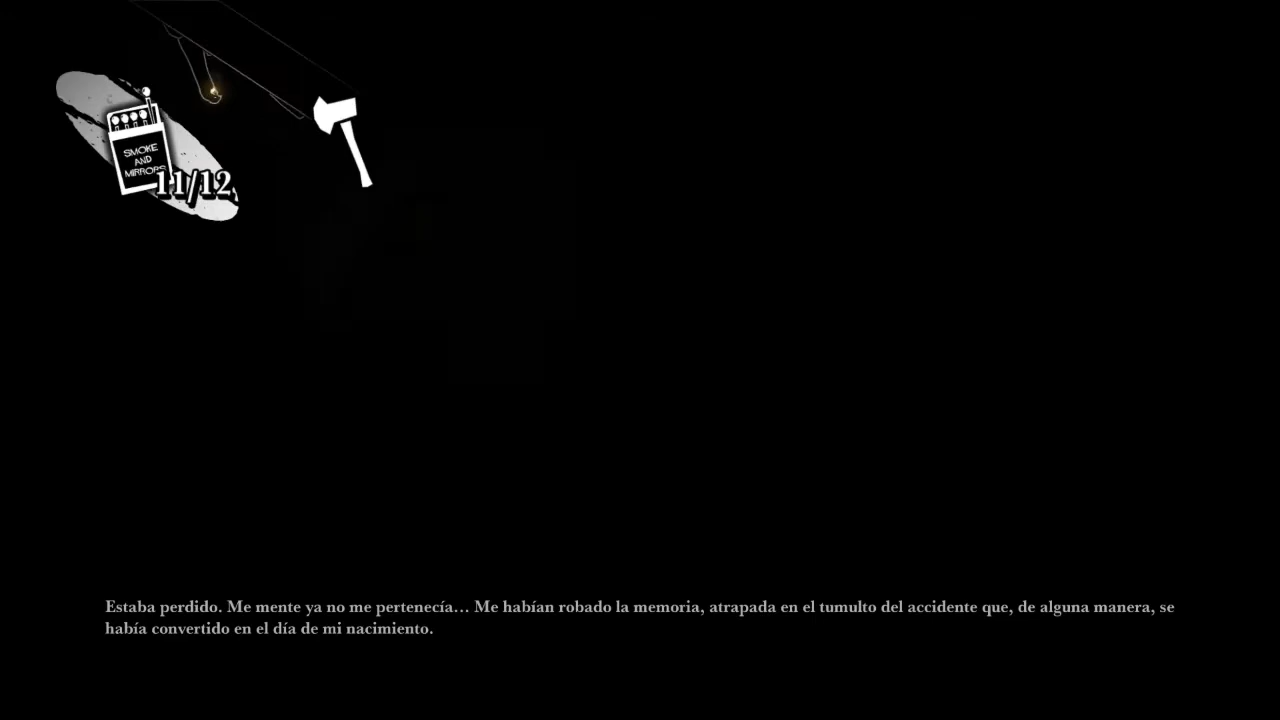 SMOKE
AND
MIRRORS
11/12
Estaba perdido. Me mente ya no me pertenecía... Me habían robado la memoria, atrapada en el tumulto del accidente que, de alguna manera, se
había convertido en el día de mi nacimiento.